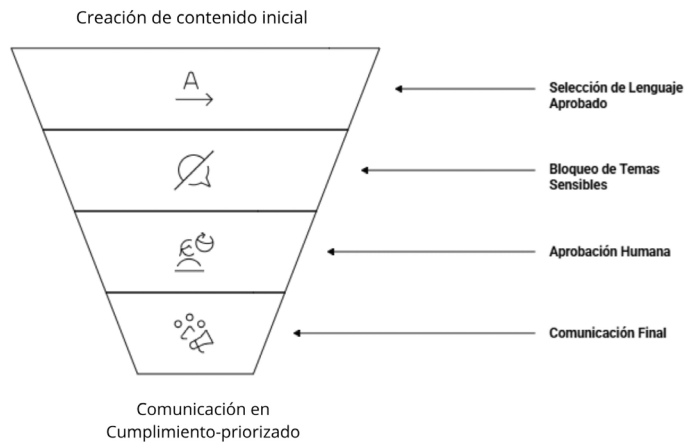 Creación de contenido inicial
A
Selección de Lenguaje
Aprobado
Bloqueo de Temas
Sensibles
Aprobación Humana
Comunicación Final
Comunicación en
Cumplimiento-priorizado